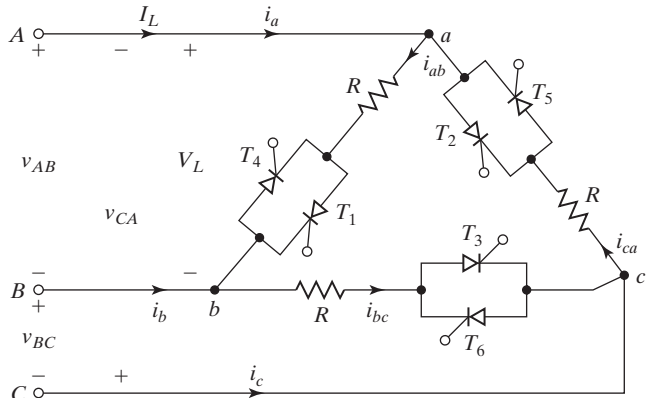 A I_L i_a a
+ − +
i_ab
R T_5
T_2
v_AB V_L T_4
R
v_CA T_1 T_3 i_ca
c
− −
B i_b b R i_bc
+
T_6
v_BC
− + i_c
C